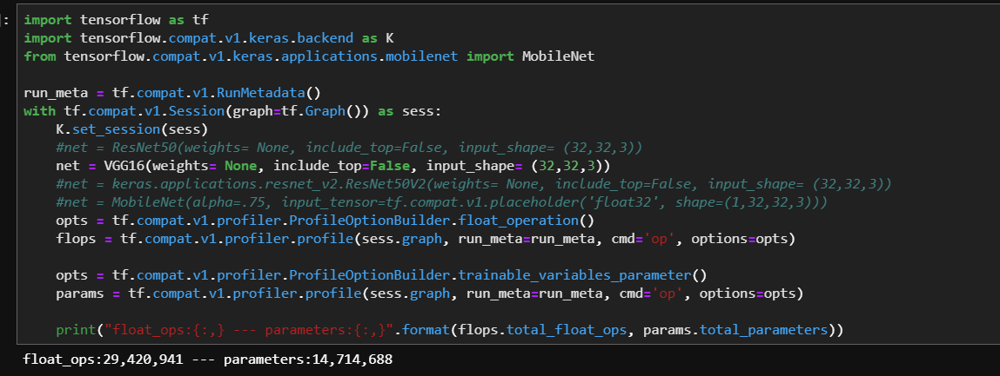 ]:
import tensorflow as tf
import tensorflow.compat.v1.keras.backend as K
from tensorflow.compat.v1.keras.applications.mobilenet import MobileNet

run_meta = tf.compat.v1.RunMetadata()
with tf.compat.v1.Session(graph=tf.Graph()) as sess:
    K.set_session(sess)
    #net = ResNet50(weights= None, include_top=False, input_shape= (32,32,3))
    net = VGG16(weights= None, include_top=False, input_shape= (32,32,3))
    #net = keras.applications.resnet_v2.ResNet50V2(weights= None, include_top=False, input_shape= (32,32,3))
    #net = MobileNet(alpha=.75, input_tensor=tf.compat.v1.placeholder('float32', shape=(1,32,32,3)))
    opts = tf.compat.v1.profiler.ProfileOptionBuilder.float_operation()
    flops = tf.compat.v1.profiler.profile(sess.graph, run_meta=run_meta, cmd='op', options=opts)

    opts = tf.compat.v1.profiler.ProfileOptionBuilder.trainable_variables_parameter()
    params = tf.compat.v1.profiler.profile(sess.graph, run_meta=run_meta, cmd='op', options=opts)

    print("float_ops:{:,} --- parameters:{:,}".format(flops.total_float_ops, params.total_parameters))
float_ops:29,420,941 --- parameters:14,714,688